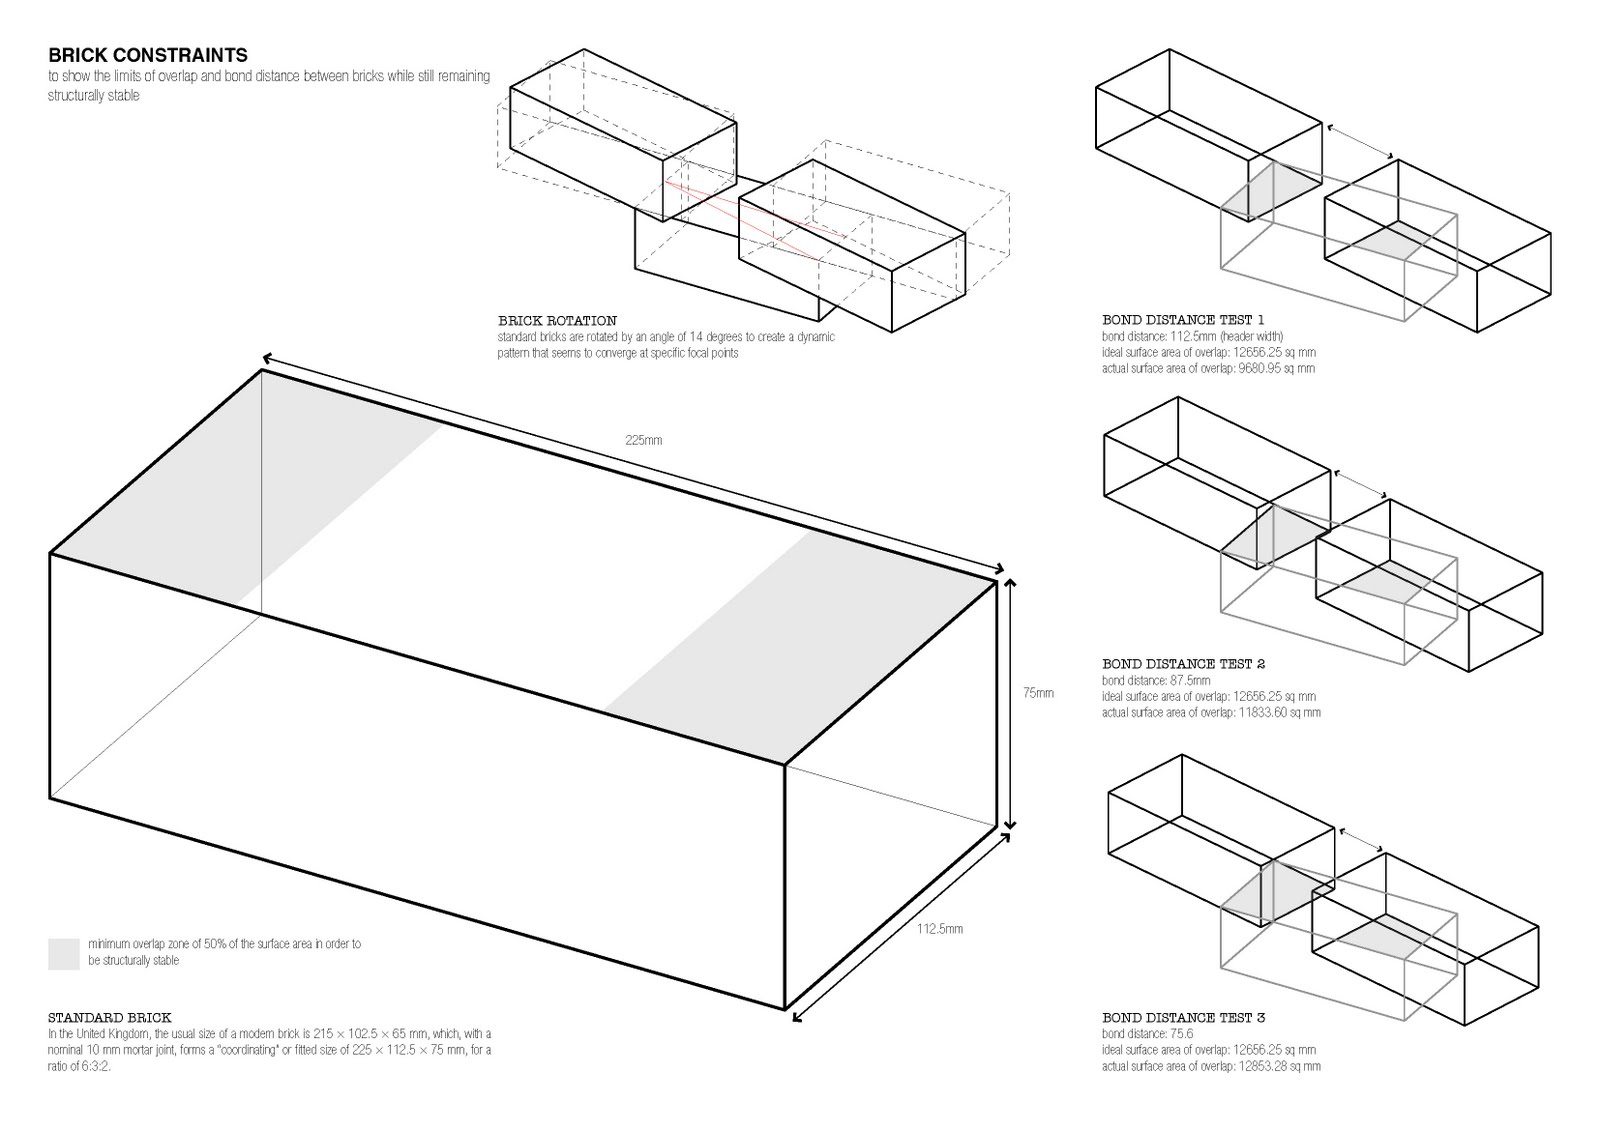 BRICK CONSTRAINTS
to show the limits of overlap and bond distance between bricks while still remaining
structurally stable
BRICK ROTATION
standard bricks are rotated by an angle of 14 degrees to create a dynamic
pattern that seems to converge at specific focal points
225mm
75mm
112.5mm
minimum overlap zone of 50% of the surface area in order to
be structurally stable
STANDARD BRICK
In the United Kingdom, the usual size of a modern brick is 215 × 102.5 × 65 mm, which, with a
nominal 10 mm mortar joint, forms a "coordinating" or fitted size of 225 × 112.5 × 75 mm, for a
ratio of 6:3:2.
BOND DISTANCE TEST 1
bond distance: 112.5mm (header width)
ideal surface area of overlap: 12656.25 sq mm
actual surface area of overlap: 9680.95 sq mm
BOND DISTANCE TEST 2
bond distance: 87.5mm
ideal surface area of overlap: 12656.25 sq mm
actual surface area of overlap: 11833.60 sq mm
BOND DISTANCE TEST 3
bond distance: 75.6
ideal surface area of overlap: 12656.25 sq mm
actual surface area of overlap: 12853.28 sq mm